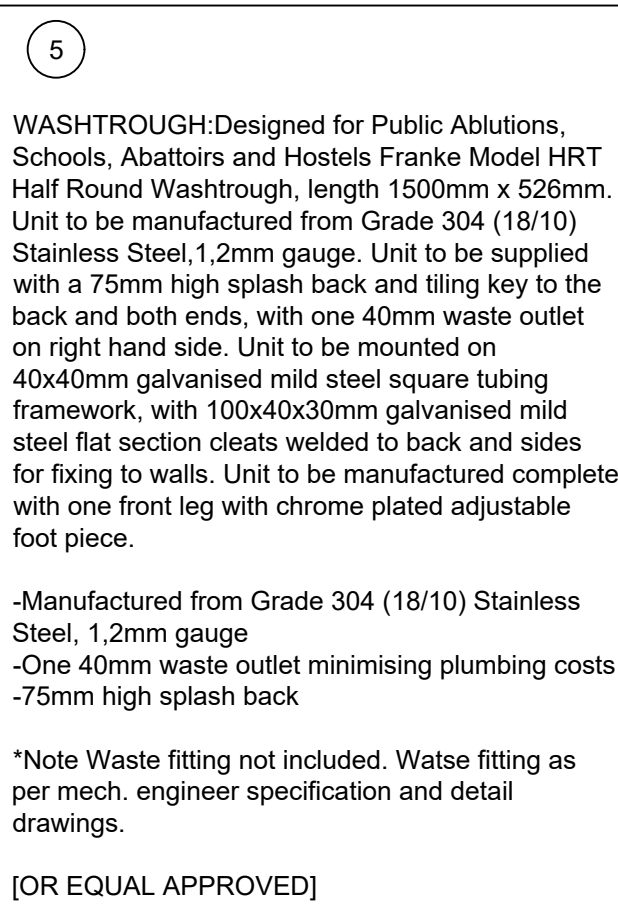 5
WASHTROUGH:Designed for Public Ablutions,
Schools, Abattoirs and Hostels Franke Model HRT
Half Round Washtrough, length 1500mm x 526mm.
Unit to be manufactured from Grade 304 (18/10)
Stainless Steel,1,2mm gauge. Unit to be supplied
with a 75mm high splash back and tiling key to the
back and both ends, with one 40mm waste outlet
on right hand side. Unit to be mounted on
40x40mm galvanised mild steel square tubing
framework, with 100x40x30mm galvanised mild
steel flat section cleats welded to back and sides
for fixing to walls. Unit to be manufactured complete
with one front leg with chrome plated adjustable
foot piece.
-Manufactured from Grade 304 (18/10) Stainless
Steel, 1,2mm gauge
-One 40mm waste outlet minimising plumbing costs
-75mm high splash back
*Note Waste fitting not included. Watse fitting as
per mech. engineer specification and detail
drawings.
[OR EQUAL APPROVED]